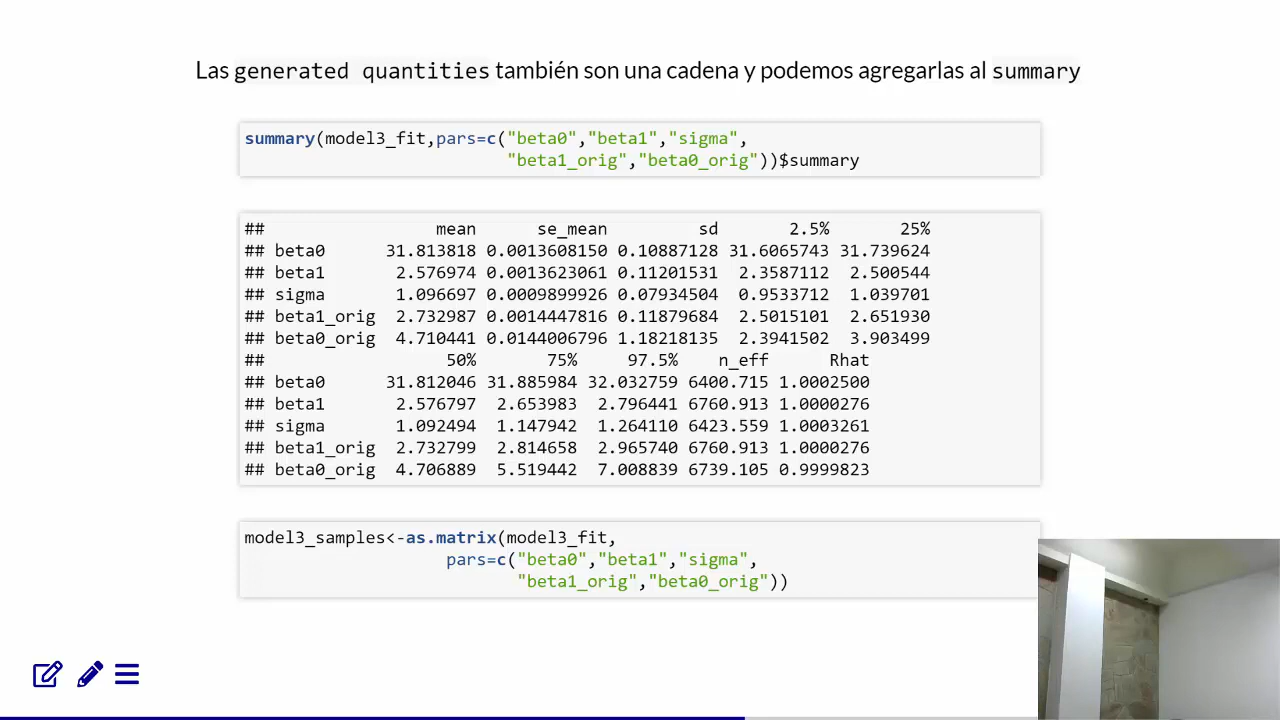 Las generated quantities también son una cadena y podemos agregarlas al summary
summary(model3_fit,pars=c("beta0","beta1","sigma",
"beta1_orig","beta0_orig"))$summary
## mean se_mean sd 2.5% 25%
## beta0 31.813818 0.0013608150 0.10887128 31.6065743 31.739624
## beta1 2.576974 0.0013623061 0.11201531 2.3587112 2.500544
## sigma 1.096697 0.0009899926 0.07934504 0.9533712 1.039701
## beta1_orig 2.732987 0.0014447816 0.11879684 2.5015101 2.651930
## beta0_orig 4.710441 0.0144006796 1.18218135 2.3941502 3.903499
## 50% 75% 97.5% n_eff Rhat
## beta0 31.812046 31.885984 32.032759 6400.715 1.0002500
## beta1 2.576797 2.653983 2.796441 6760.913 1.0000276
## sigma 1.092494 1.147942 1.264110 6423.559 1.0003261
## beta1_orig 2.732799 2.814658 2.965740 6760.913 1.0000276
## beta0_orig 4.706889 5.519442 7.008839 6739.105 0.9999823
model3_samples<-as.matrix(model3_fit,
pars=c("beta0","beta1","sigma",
"beta1_orig","beta0_orig"))